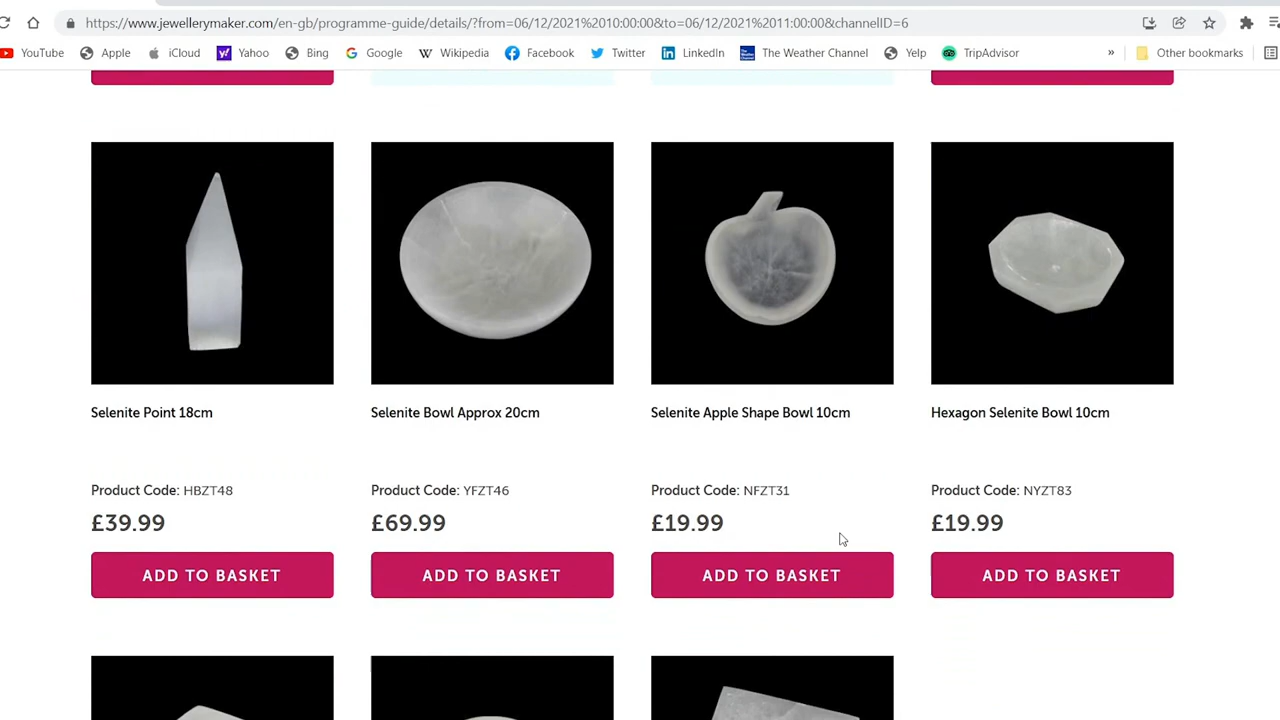 https://www.jewellerymaker.com/en-gb/programme-guide/details/?from=06/12/2021%2010:00:00&to=06/12/2021%2011:00:00&channelID=6
YouTube Apple iCloud Yahoo Bing Google Wikipedia Facebook Twitter LinkedIn The Weather Channel Yelp TripAdvisor » Other bookmarks
Selenite Point 18cm
Selenite Bowl Approx 20cm
Selenite Apple Shape Bowl 10cm
Hexagon Selenite Bowl 10cm
Product Code: HBZT48
Product Code: YFZT46
Product Code: NFZT31
Product Code: NYZT83
£39.99
£69.99
£19.99
£19.99
ADD TO BASKET
ADD TO BASKET
ADD TO BASKET
ADD TO BASKET